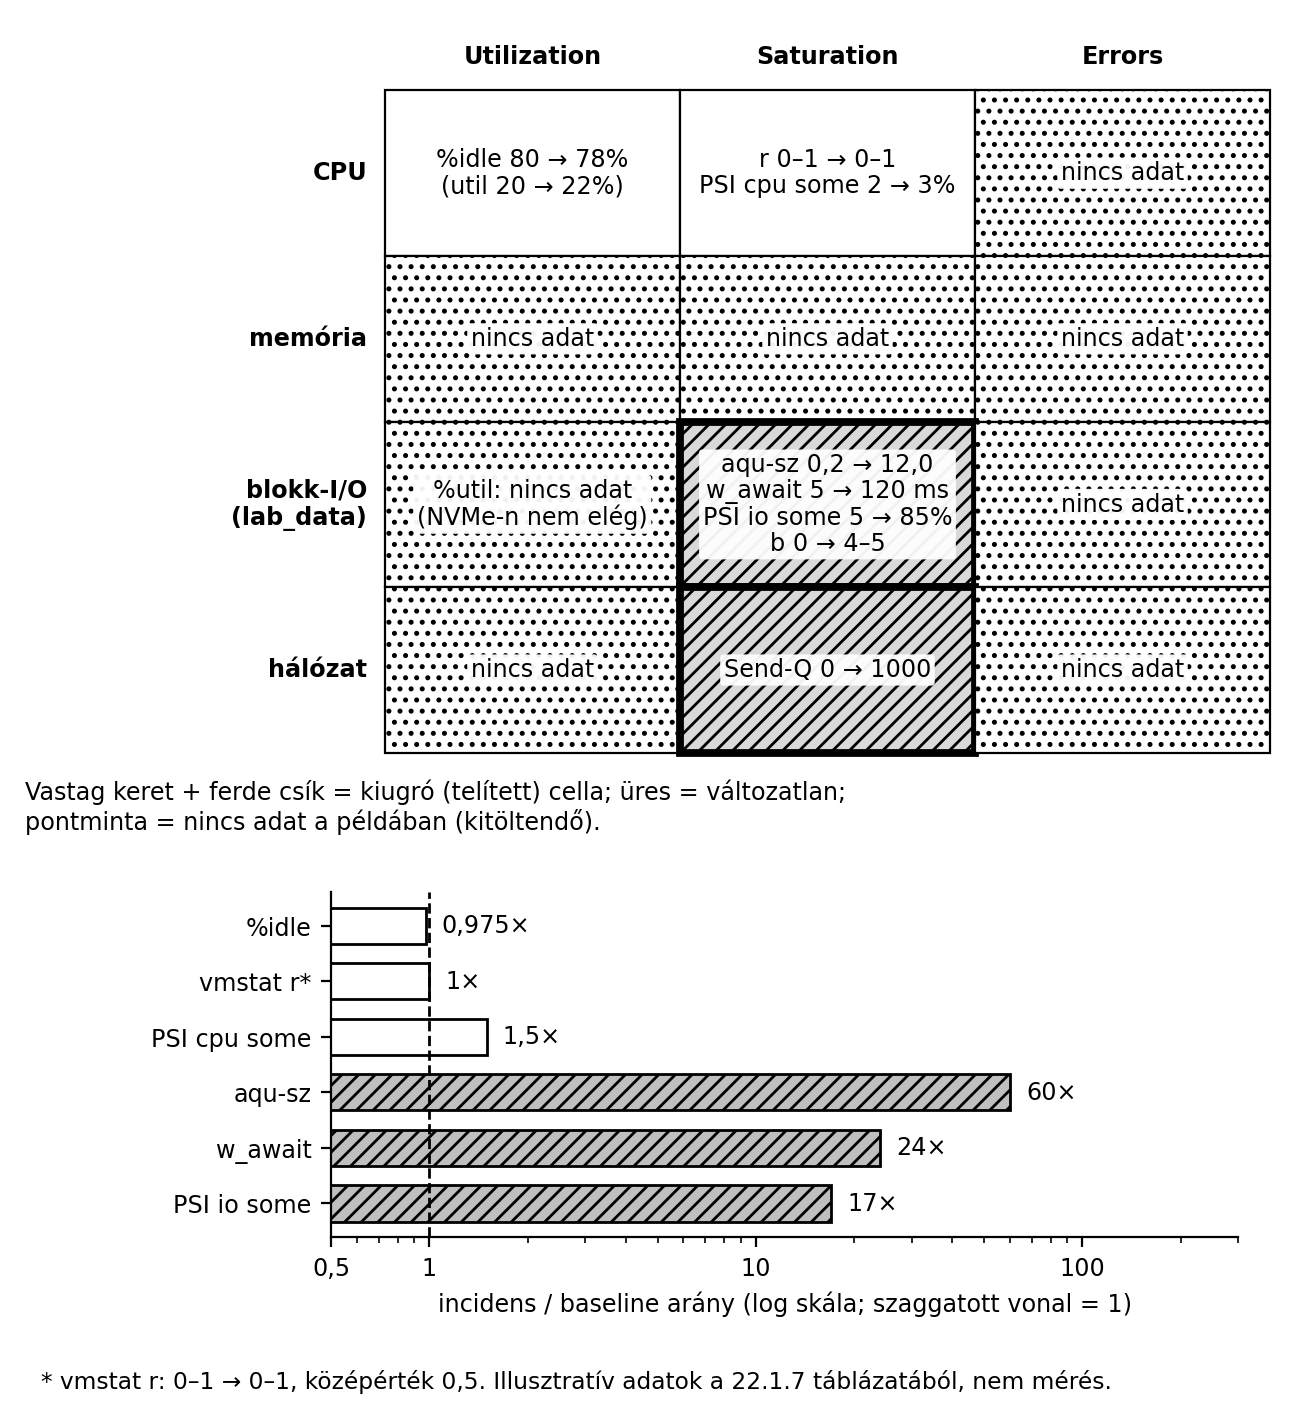 Utilization
Saturation
Errors
CPU
%idle 80 → 78%
(util 20 → 22%)
r 0–1 → 0–1
PSI cpu some 2 → 3%
nincs adat
memória
nincs adat
nincs adat
nincs adat
blokk-I/O
(lab_data)
%util: nincs adat
(NVMe-n nem elég)
aqu-sz 0,2 → 12,0
w_await 5 → 120 ms
PSI io some 5 → 85%
b 0 → 4–5
nincs adat
hálózat
nincs adat
Send-Q 0 → 1000
nincs adat
Vastag keret + ferde csík = kiugró (telített) cella; üres = változatlan;
pontminta = nincs adat a példában (kitöltendő).
%idle
0,975×
vmstat r*
1×
PSI cpu some
1,5×
aqu-sz
60×
w_await
24×
PSI io some
17×
0,5
1
10
100
incidens / baseline arány (log skála; szaggatott vonal = 1)
* vmstat r: 0–1 → 0–1, középérték 0,5. Illusztratív adatok a 22.1.7 táblázatából, nem mérés.